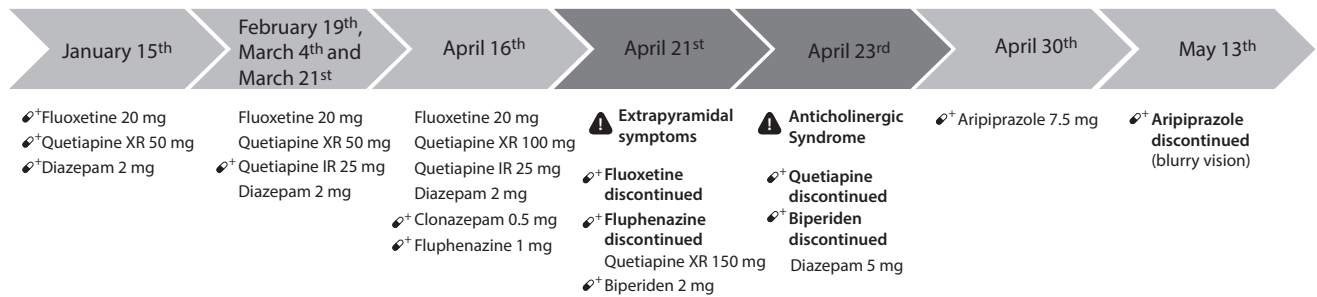 January 15th
February 19th,
March 4th and
March 21st
April 16th
April 21st
April 23rd
April 30th
May 13th
+Fluoxetine 20 mg
+Quetiapine XR 50 mg
+Diazepam 2 mg
Fluoxetine 20 mg
Quetiapine XR 50 mg
+Quetiapine IR 25 mg
Diazepam 2 mg
Fluoxetine 20 mg
Quetiapine XR 100 mg
Quetiapine IR 25 mg
Diazepam 2 mg
+Clonazepam 0.5 mg
+Fluphenazine 1 mg
! Extrapyramidal
symptoms
+Fluoxetine
discontinued
+Fluphenazine
discontinued
Quetiapine XR 150 mg
+Biperiden 2 mg
! Anticholinergic
Syndrome
+Quetiapine
discontinued
+Biperiden
discontinued
Diazepam 5 mg
+Aripiprazole 7.5 mg
+Aripiprazole
discontinued
(blurry vision)